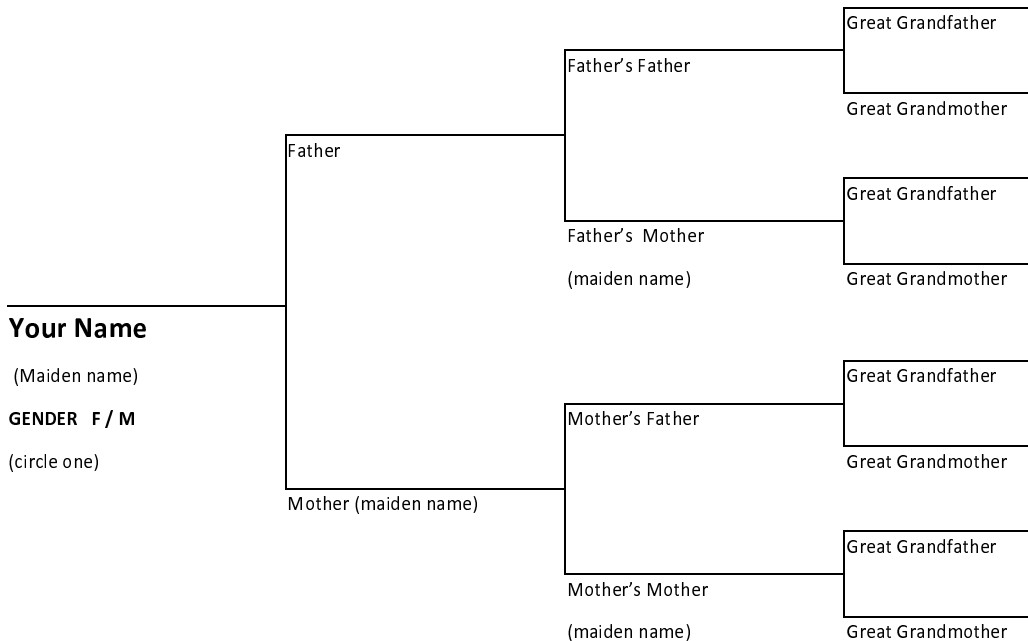 Great Grandfather
Father's Father
Great Grandmother
Father
Great Grandfather
Father's  Mother
(maiden name)
Great Grandmother
Your Name
(Maiden name)
GENDER   F / M
(circle one)
Great Grandfather
Mother's Father
Great Grandmother
Mother (maiden name)
Great Grandfather
Mother's Mother
(maiden name)
Great Grandmother